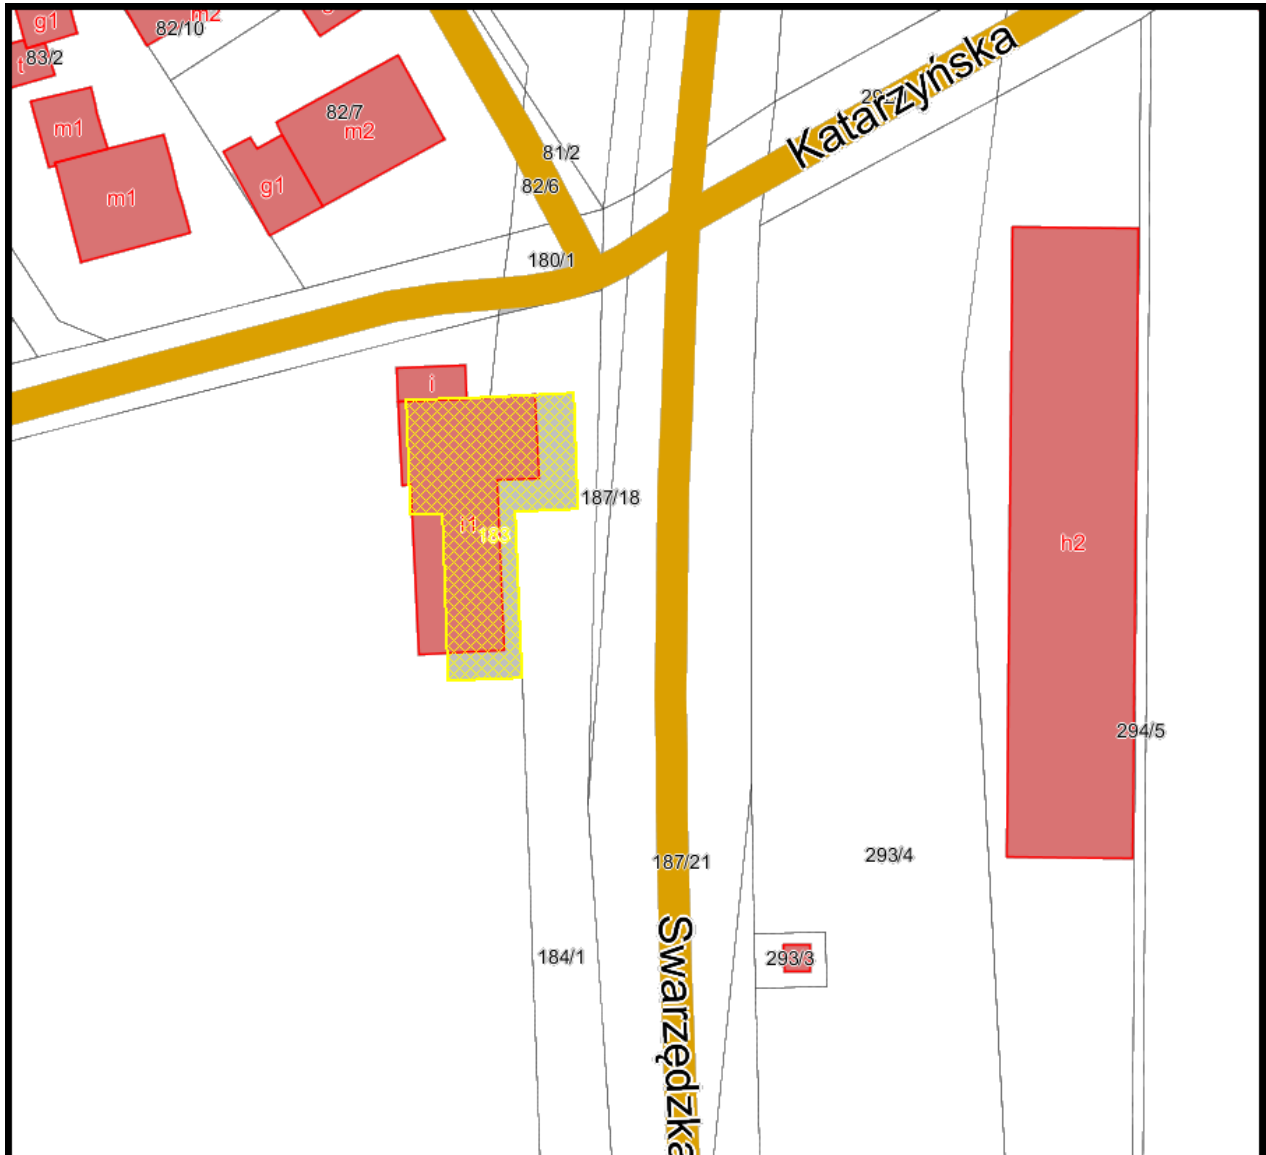 g1
m2
82/10
83/2
t
m1
82/7
m2
m1
g1
81/2
82/6
180/1
Katarzyńska
i
187/18
i1
183
h2
294/5
293/4
187/21
184/1
293/3
Swarzędzka